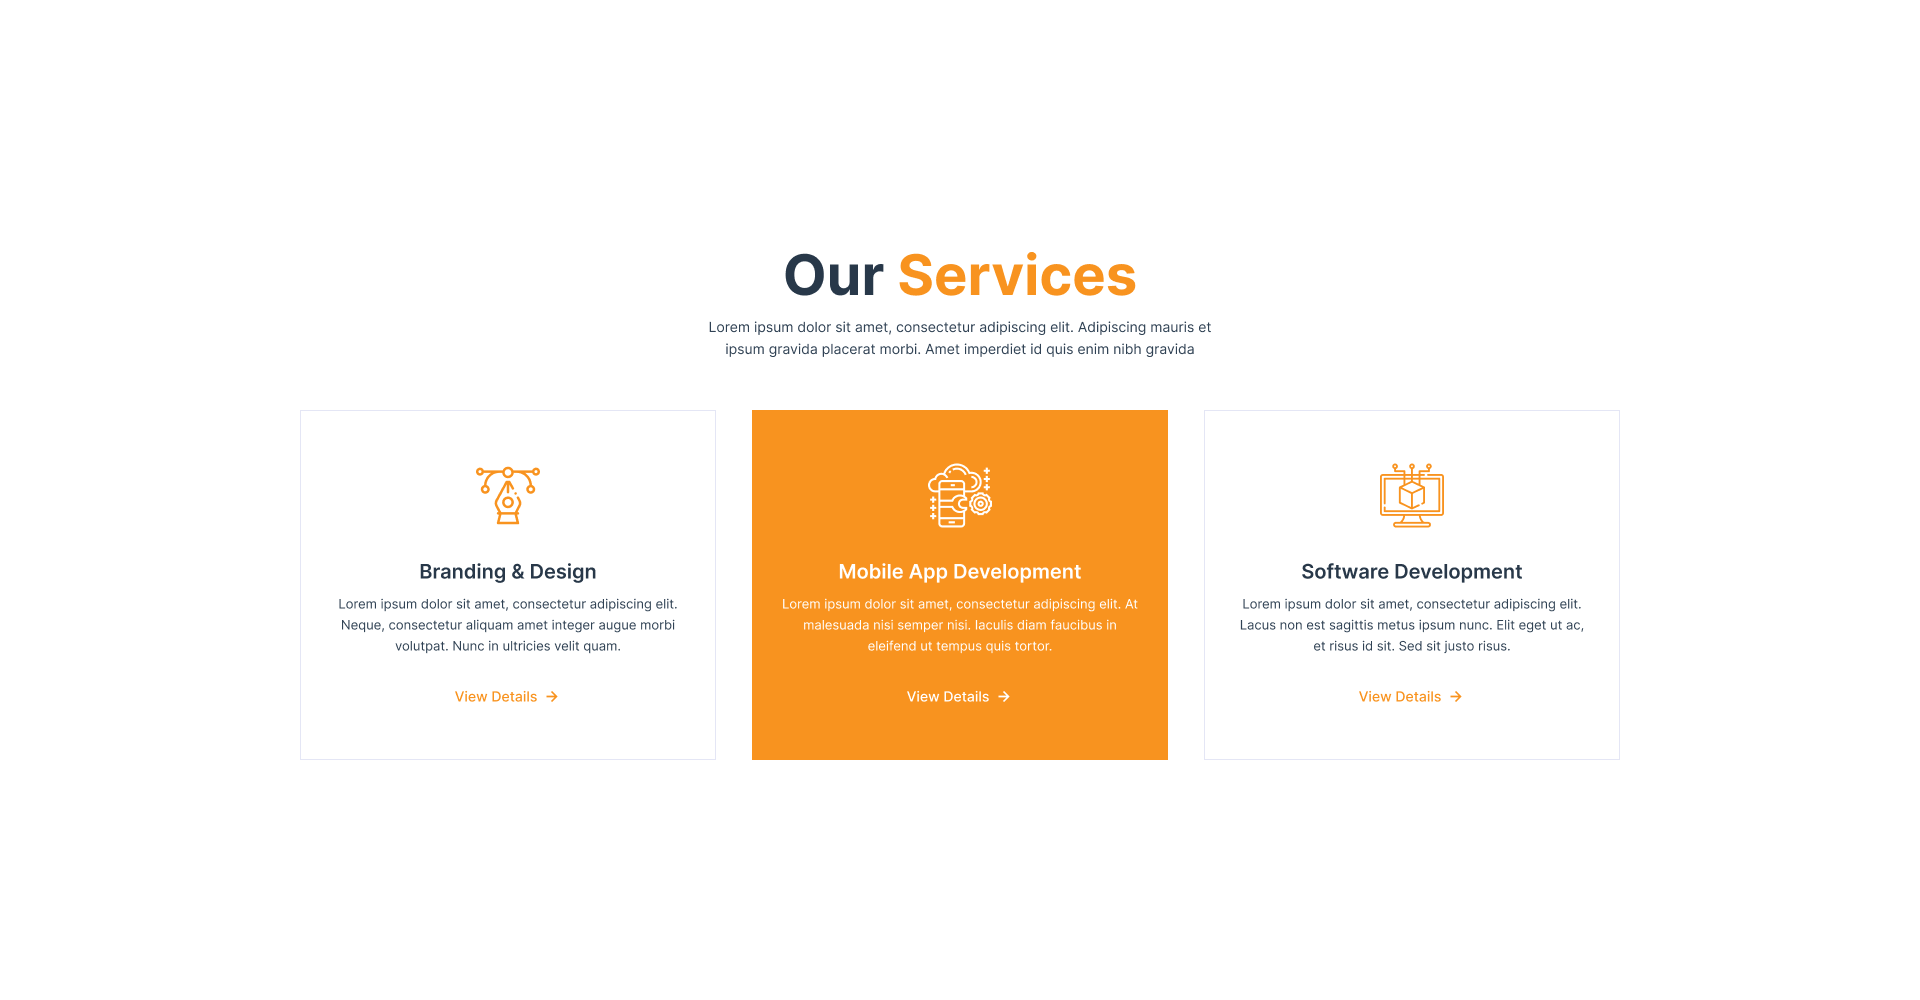 Our Services
Lorem ipsum dolor sit amet, consectetur adipiscing elit. Adipiscing mauris et
ipsum gravida placerat morbi. Amet imperdiet id quis enim nibh gravida
Branding & Design
Lorem ipsum dolor sit amet, consectetur adipiscing elit.
Neque, consectetur aliquam amet integer augue morbi
volutpat. Nunc in ultricies velit quam.
View Details
Mobile App Development
Lorem ipsum dolor sit amet, consectetur adipiscing elit. At
malesuada nisi semper nisi. Iaculis diam faucibus in
eleifend ut tempus quis tortor.
View Details
Software Development
Lorem ipsum dolor sit amet, consectetur adipiscing elit.
Lacus non est sagittis metus ipsum nunc. Elit eget ut ac,
et risus id sit. Sed sit justo risus.
View Details